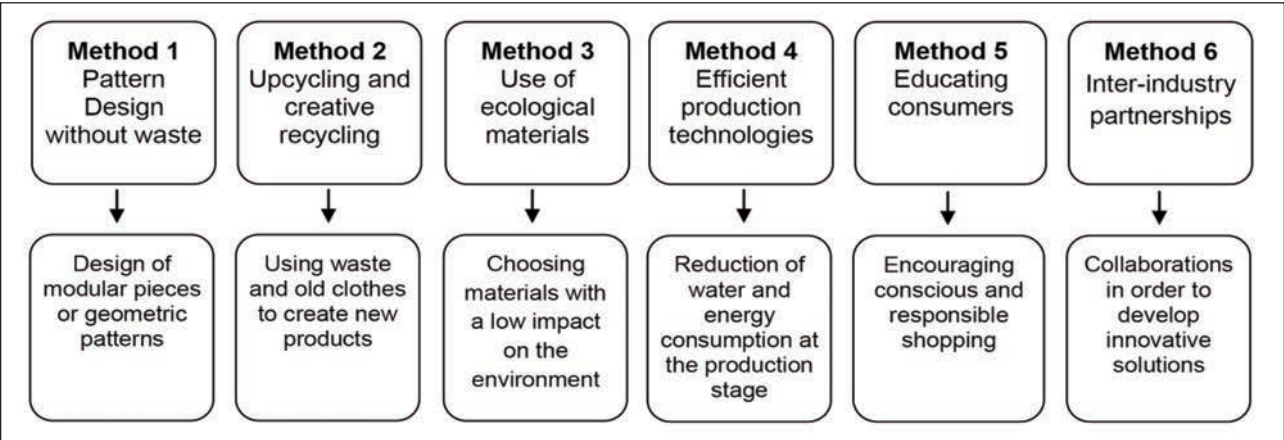 Method 1
Pattern
Design
without waste
Method 2
Upcycling and
creative
recycling
Method 3
Use of
ecological
materials
Method 4
Efficient
production
technologies
Method 5
Educating
consumers
Method 6
Inter-industry
partnerships
Design of
modular pieces
or geometric
patterns
Using waste
and old clothes
to create new
products
Choosing
materials with
a low impact
on the
environment
Reduction of
water and
energy
consumption at
the production
stage
Encouraging
conscious and
responsible
shopping
Collaborations
in order to
develop
innovative
solutions